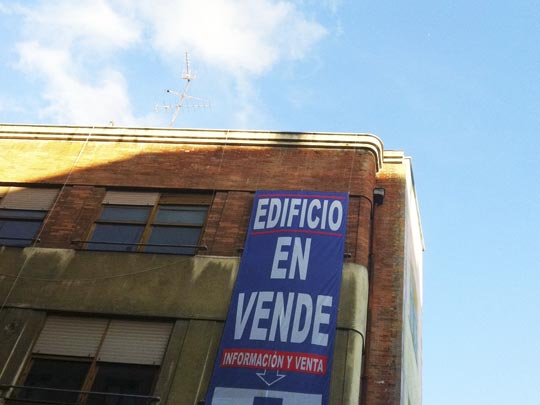 EDIFICIO
EN
VENDE
INFORMACIÓN Y VENTA